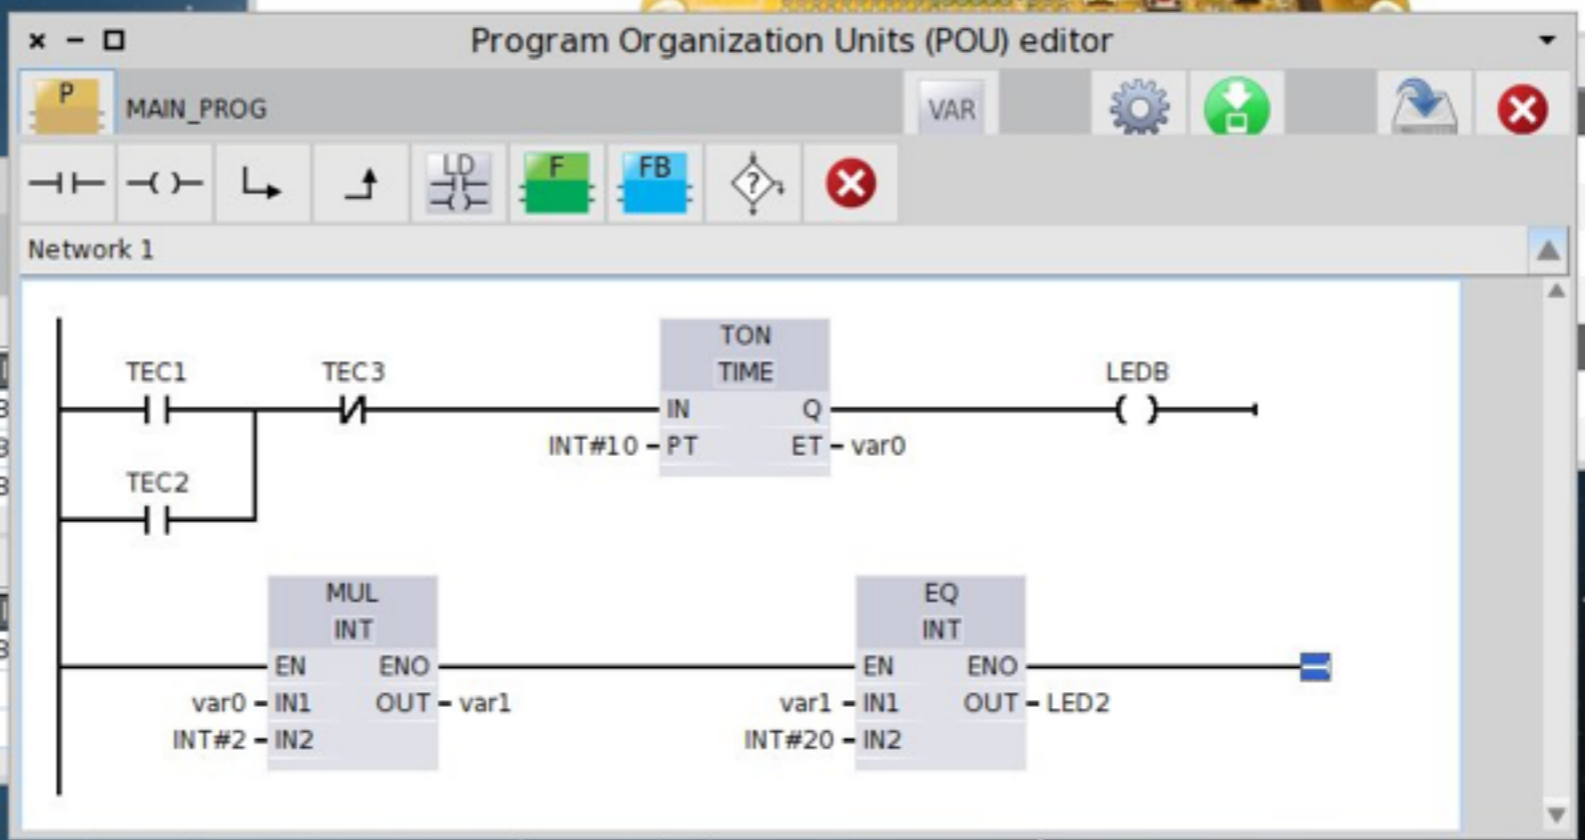 Program Organization Units (POU) editor
P MAIN_PROG VAR
LD F FB ?
Network 1
TON
TEC1 TEC3 TIME LEDB
IN Q
INT#10 PT ET var0
TEC2
MUL EQ
INT INT
EN ENO EN ENO
var0 IN1 OUT var1 var1 IN1 OUT LED2
INT#2 IN2 INT#20 IN2